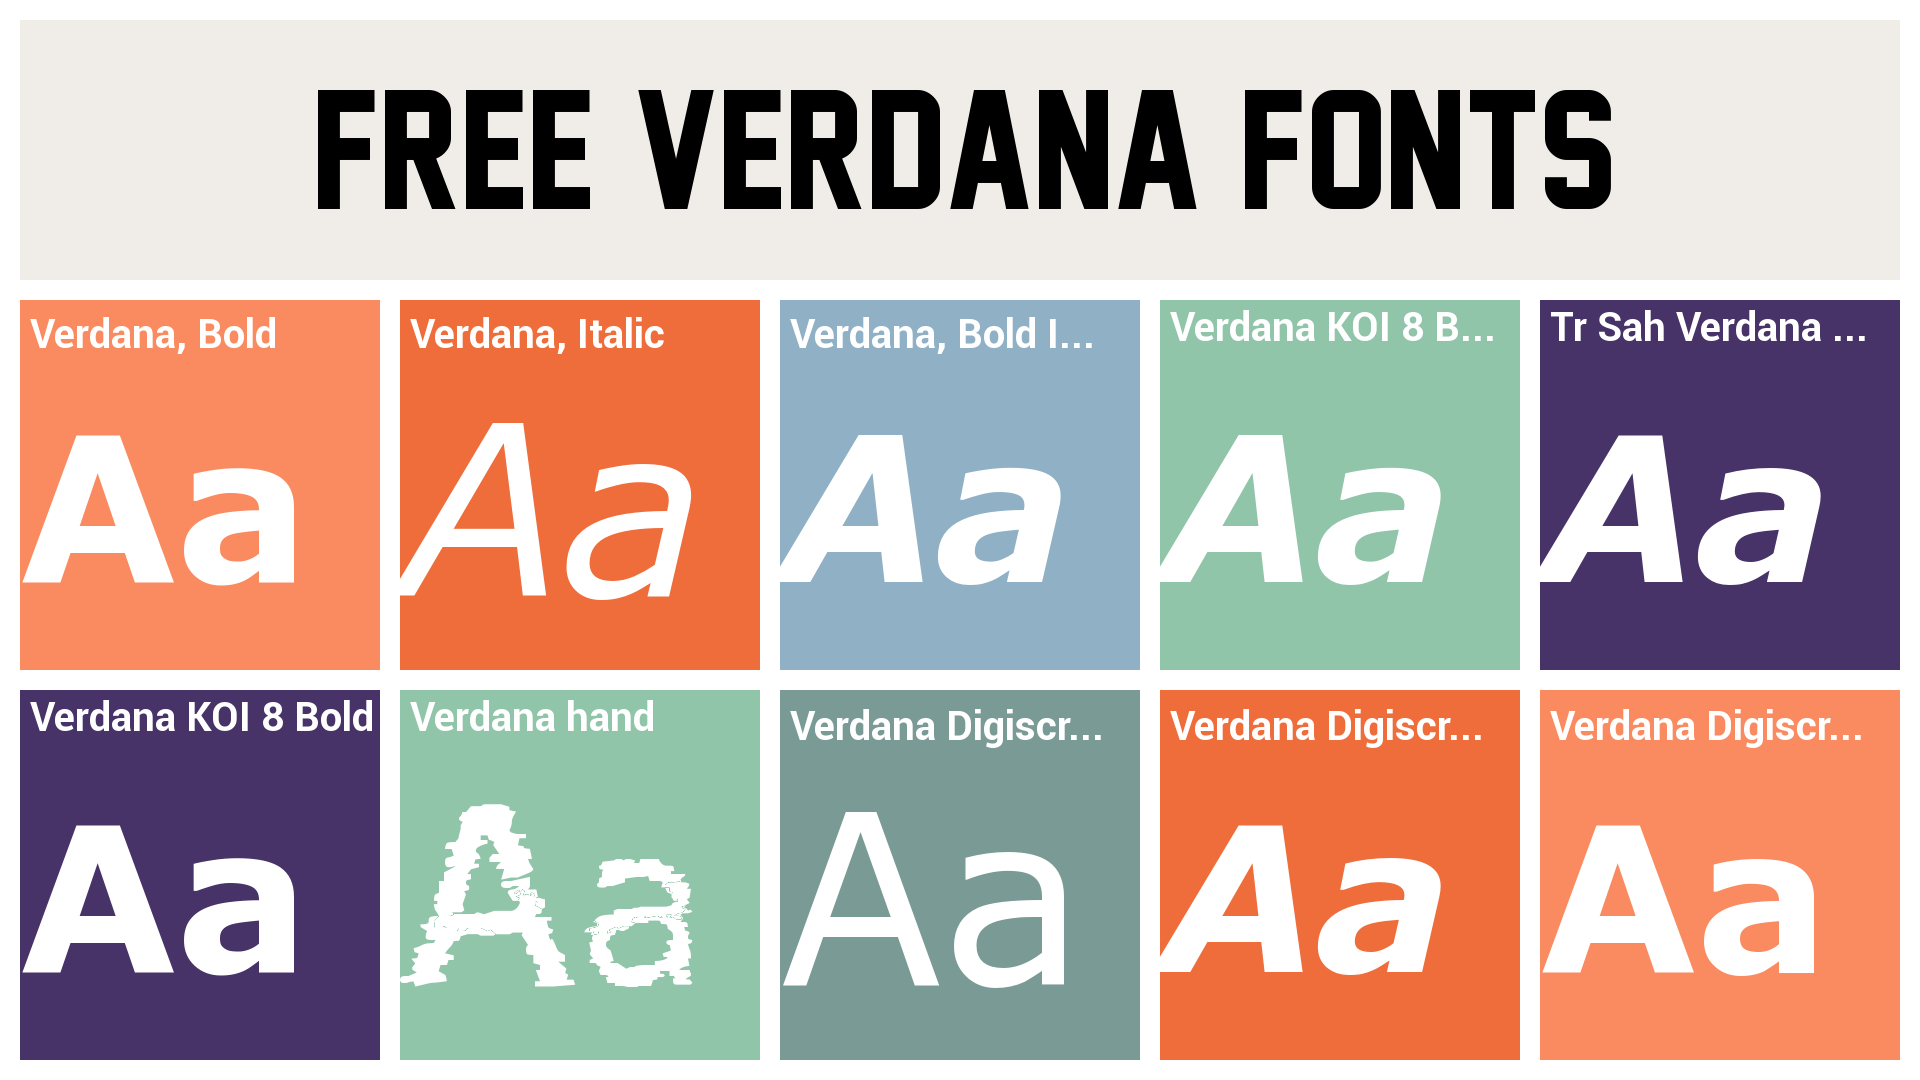 FREE VERDANA FONTS
Verdana, Bold
Aa
Verdana, Italic
Aa
Verdana, Bold I...
Aa
Verdana KOI 8 B...
Aa
Tr Sah Verdana ...
Aa
Verdana KOI 8 Bold
Aa
Verdana hand
Aa
Verdana Digiscr...
Aa
Verdana Digiscr...
Aa
Verdana Digiscr...
Aa